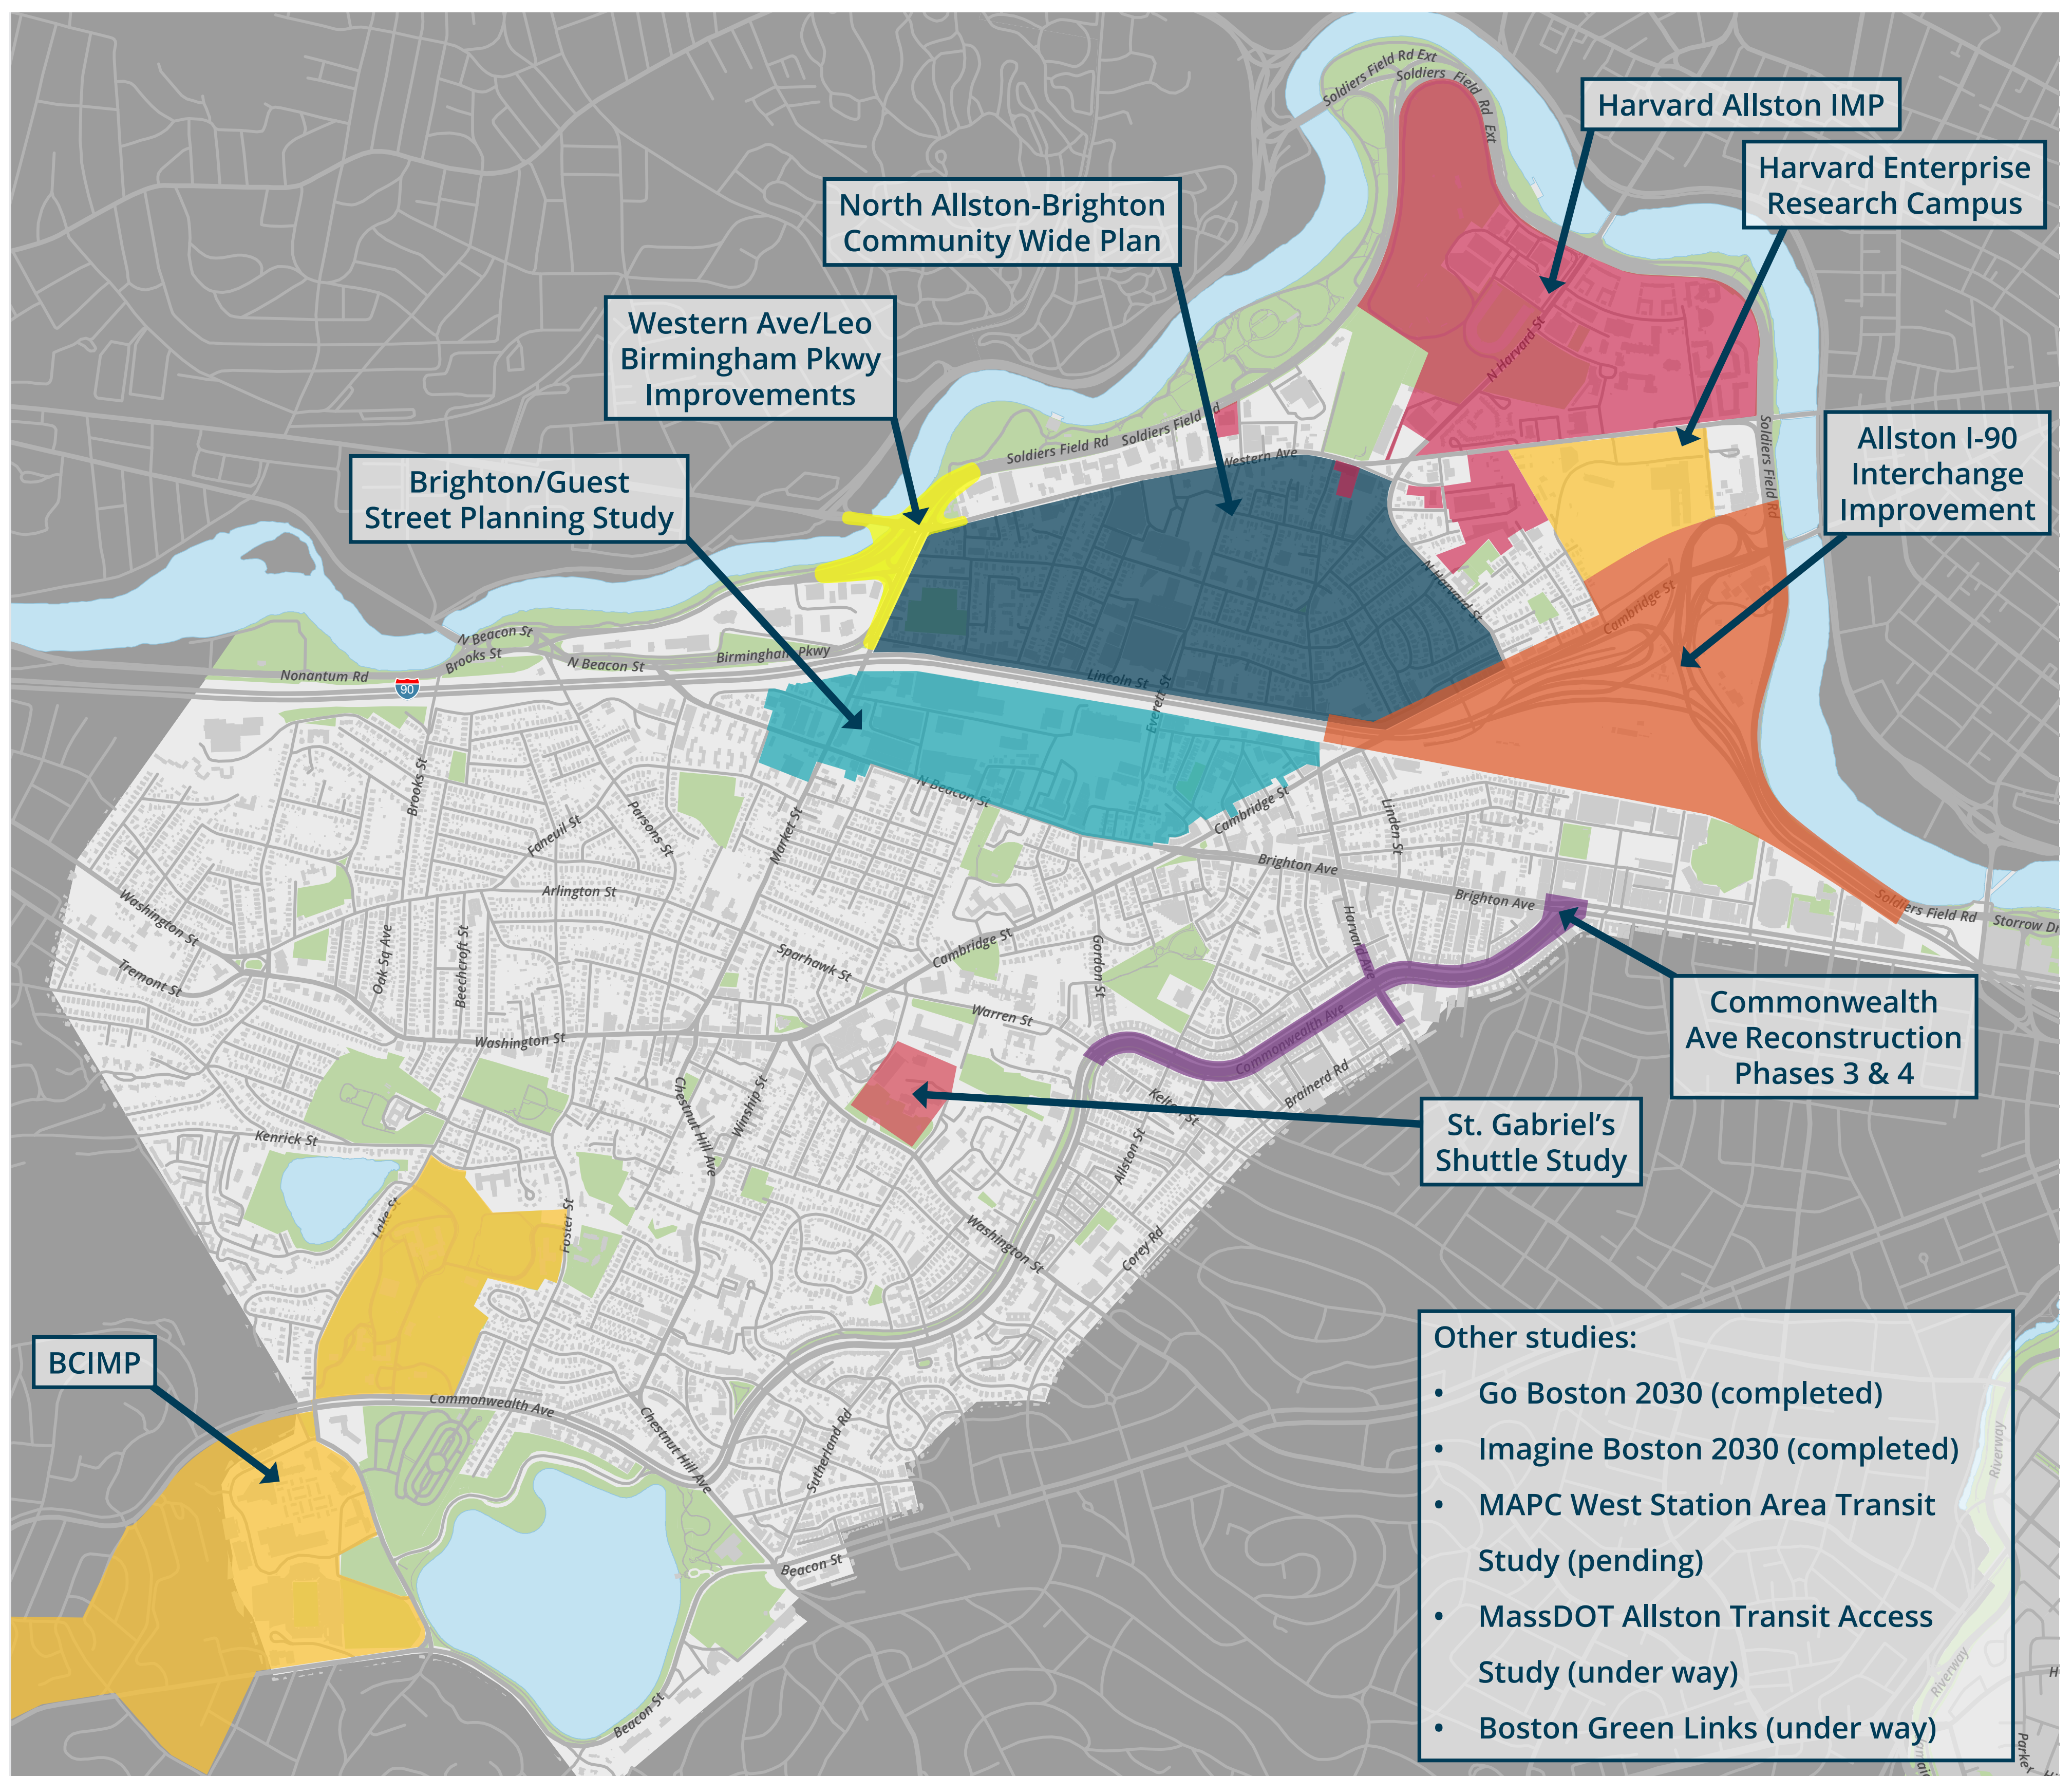 Soldiers Field Rd Ext
Soldiers Field Rd Ext
Harvard Allston IMP
Harvard Enterprise
Research Campus
North Allston-Brighton
Community Wide Plan
Western Ave/Leo
Birmingham Pkwy
Improvements
N Harvard St
Allston I-90
Interchange
Improvement
Brighton/Guest
Street Planning Study
Soldiers Field Rd
Soldiers Field Rd
Western Ave
Soldiers Field Rd
N Harvard St
Cambridge St
N Beacon St
Brooks St
N Beacon St
Birmingham Pkwy
Nonantum Rd
90
Lincoln St
Everett St
Brooks St
N Beacon St
Cambridge St
Linden St
Parsons St
Faneuil St
Market St
Brighton Ave
Arlington St
Brighton Ave
Washington St
Harvard Ave
Soldiers Field Rd
Storrow Dr
Oak Sq Ave
Beechcroft St
Sparhawk St
Cambridge St
Gordon St
Tremont St
Warren St
Washington St
Commonwealth Ave
Commonwealth
Ave Reconstruction
Phases 3 & 4
Brainerd Rd
Kelton St
Chestnut Hill Ave
Winship St
St. Gabriel's
Shuttle Study
Kenrick St
Allston St
Lake St
Foster St
Washington St
Corey Rd
BCIMP
Commonwealth Ave
Chestnut Hill Ave
Sutherland Rd
Beacon St
Beacon St
Other studies:
• Go Boston 2030 (completed)
• Imagine Boston 2030 (completed)
• MAPC West Station Area Transit
Study (pending)
• MassDOT Allston Transit Access
Study (under way)
• Boston Green Links (under way)
Riverway
Riverway
Parker